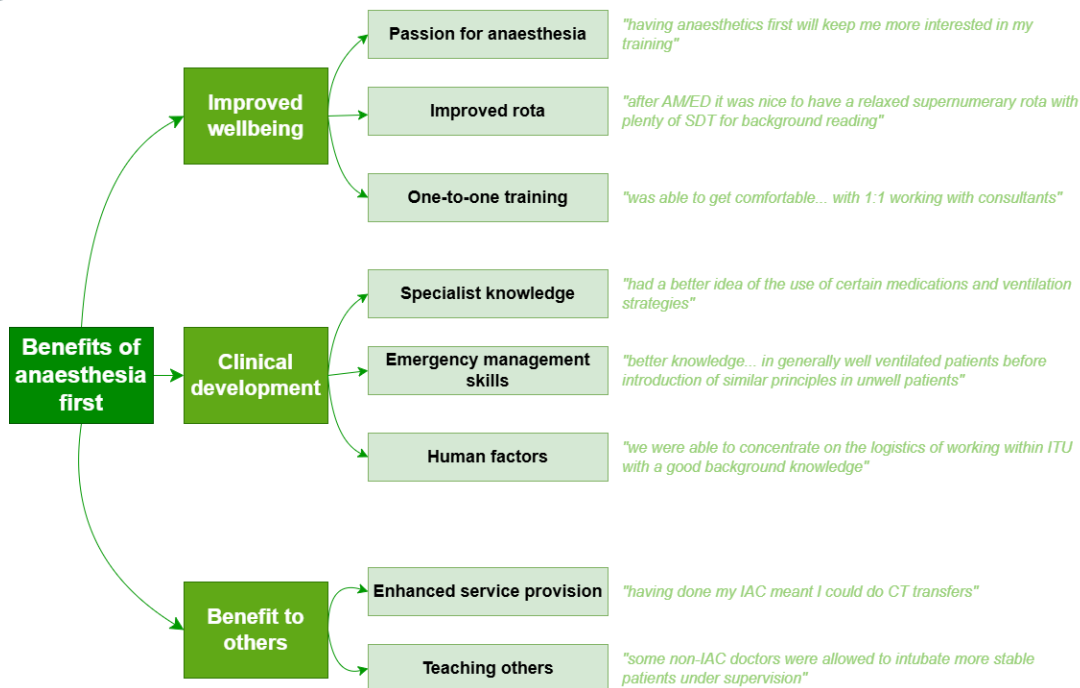 Passion for anaesthesia
"having anaesthetics first will keep me more interested in my
training"
Improved
wellbeing
Improved rota
"after AM/ED it was nice to have a relaxed supernumerary rota with
plenty of SDT for background reading"
One-to-one training
"was able to get comfortable... with 1:1 working with consultants"
Benefits of
anaesthesia
first
Clinical
development
Specialist knowledge
"had a better idea of the use of certain medications and ventilation
strategies"
Emergency management
skills
"better knowledge... in generally well ventilated patients before
introduction of similar principles in unwell patients"
Human factors
"we were able to concentrate on the logistics of working within ITU
with a good background knowledge"
Benefit to
others
Enhanced service provision
"having done my IAC meant I could do CT transfers"
Teaching others
"some non-IAC doctors were allowed to intubate more stable
patients under supervision"